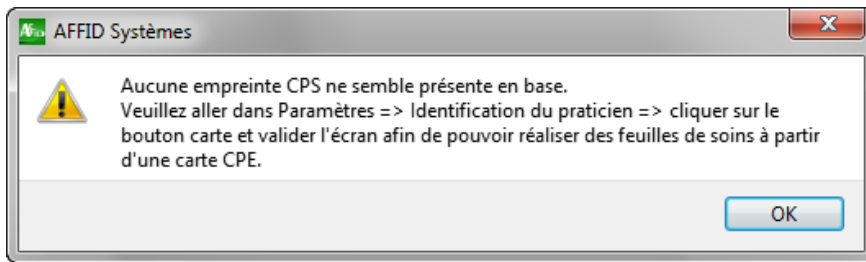 AFFID AFFID Systèmes
Aucune empreinte CPS ne semble présente en base.
Veuillez aller dans Paramètres => Identification du praticien => cliquer sur le
bouton carte et valider l'écran afin de pouvoir réaliser des feuilles de soins à partir
d'une carte CPE.
OK